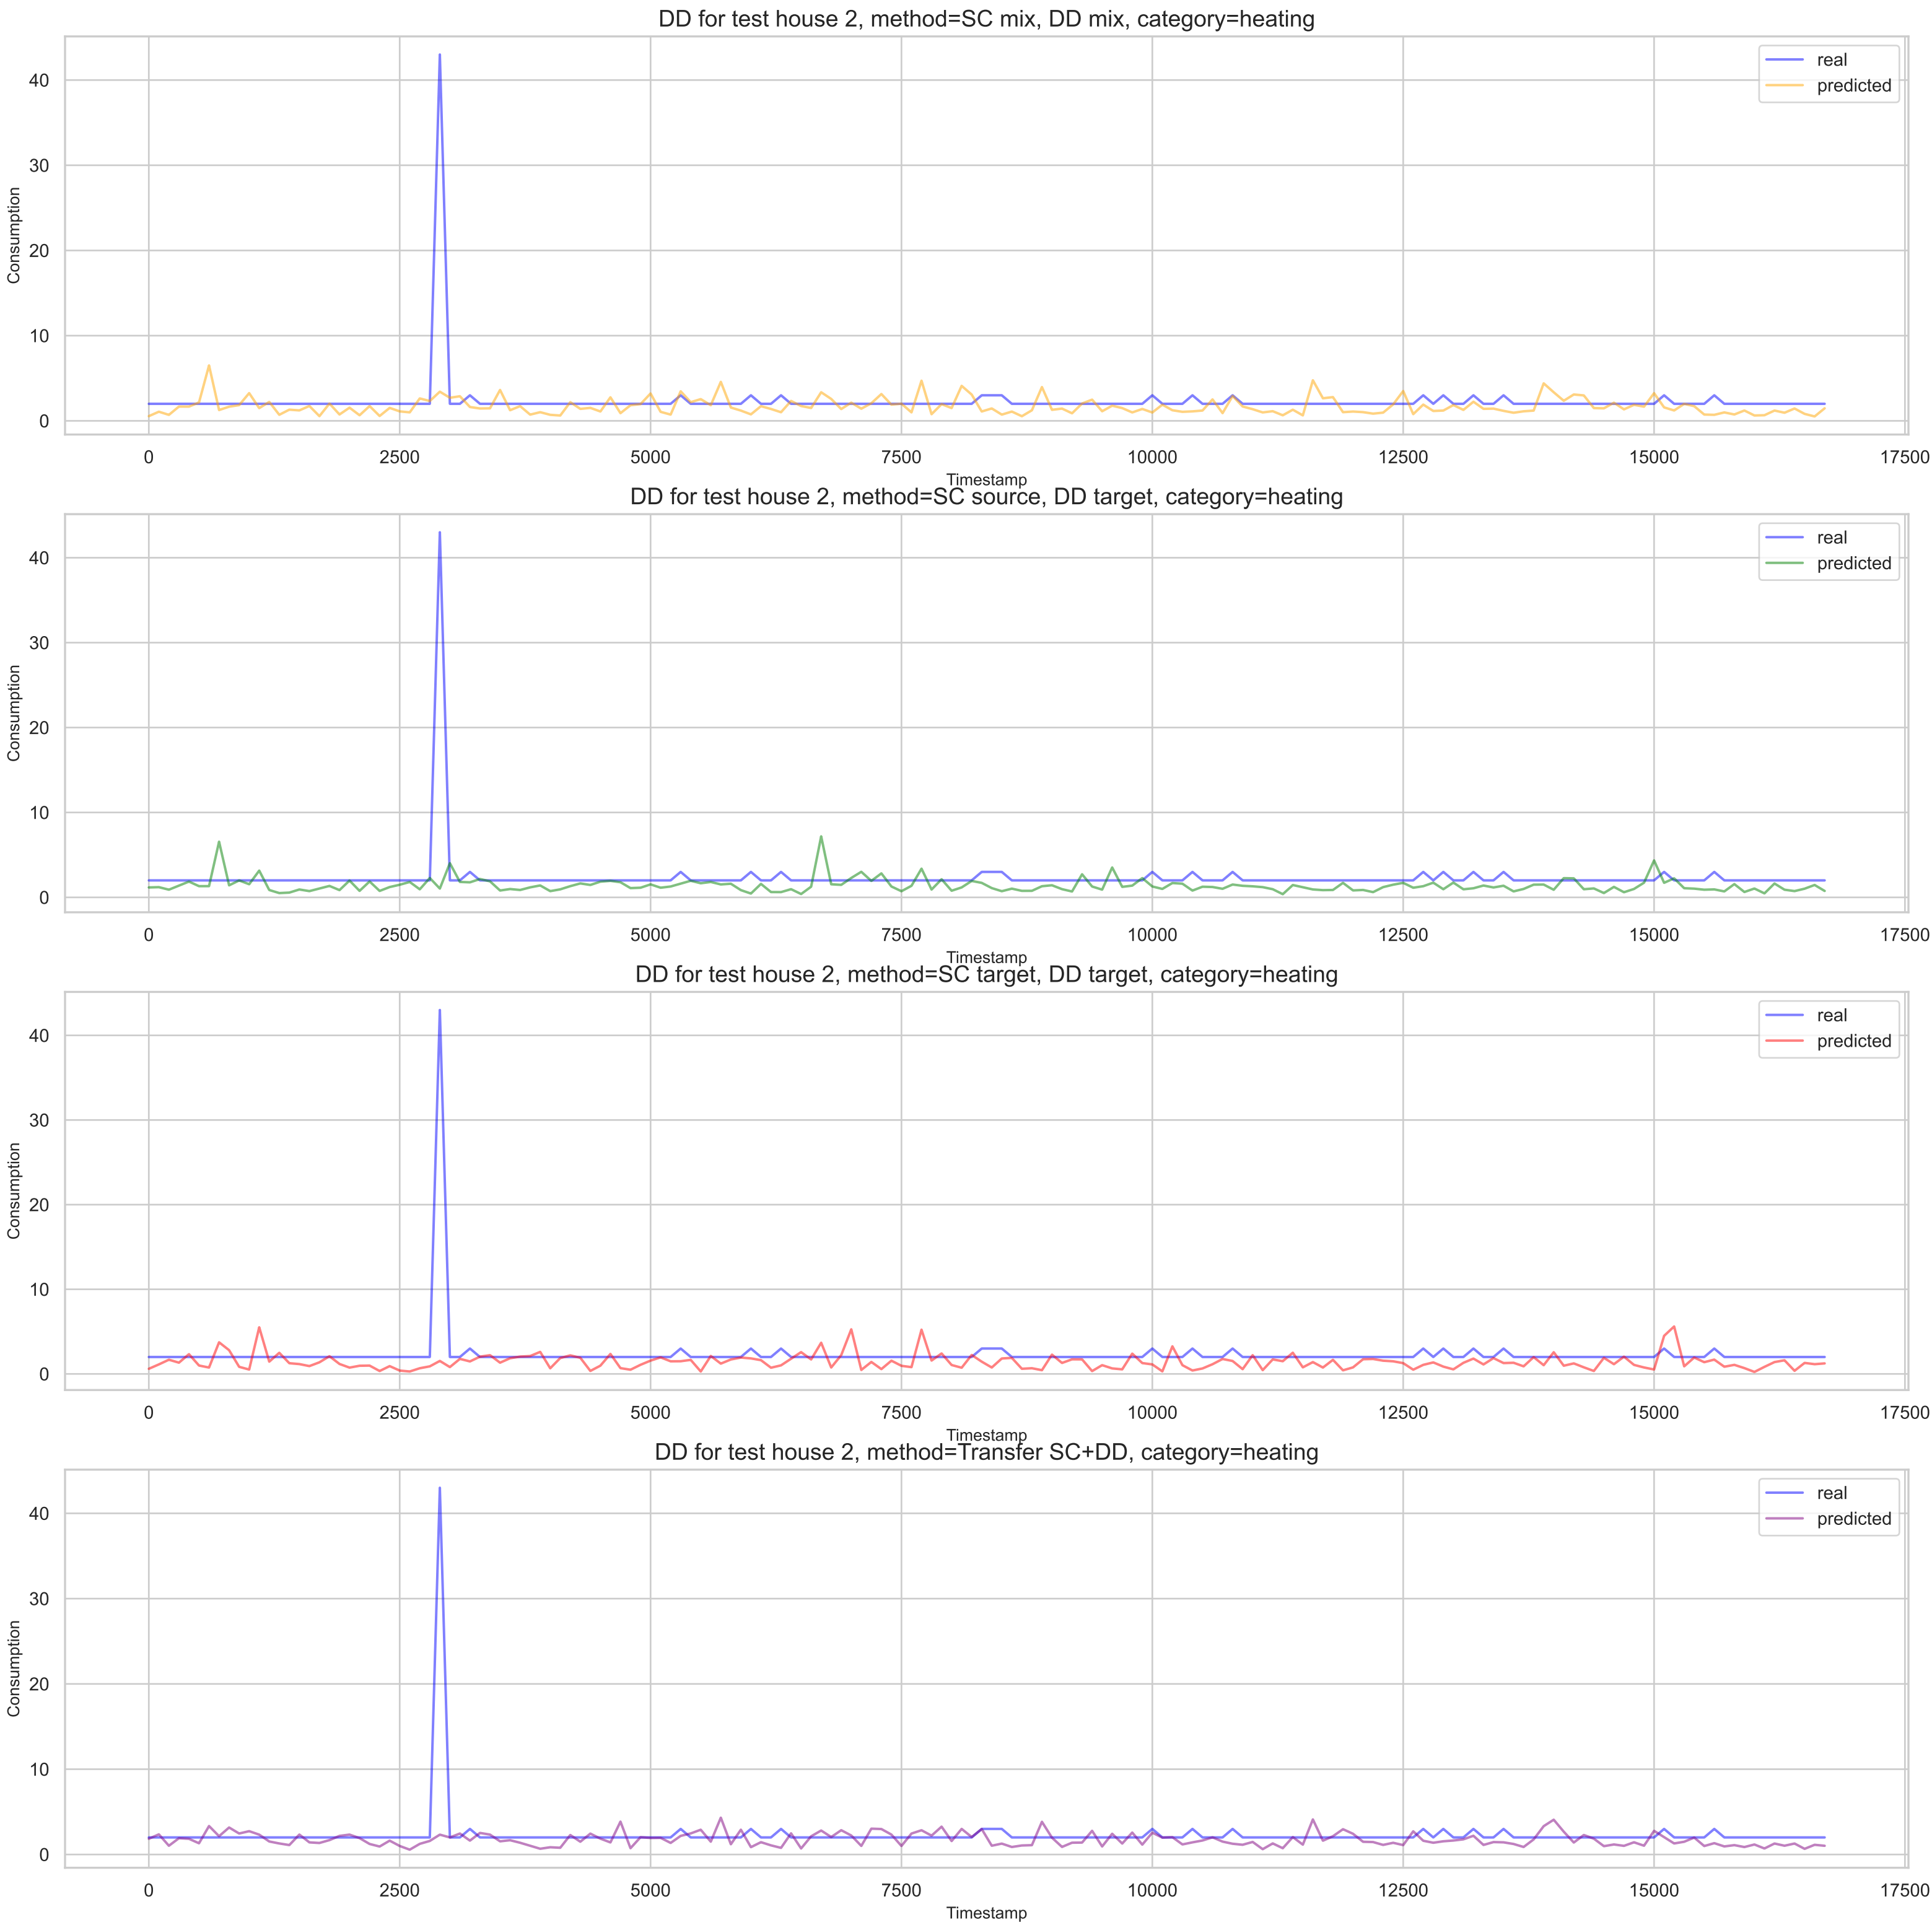 DD for test house 2, method=SC mix, DD mix, category=heating
real
predicted
40
30
20
10
0
Consumption
0 2500 5000 7500 10000 12500 15000 17500
Timestamp
DD for test house 2, method=SC source, DD target, category=heating
real
predicted
40
30
20
10
0
Consumption
0 2500 5000 7500 10000 12500 15000 17500
Timestamp
DD for test house 2, method=SC target, DD target, category=heating
real
predicted
40
30
20
10
0
Consumption
0 2500 5000 7500 10000 12500 15000 17500
Timestamp
DD for test house 2, method=Transfer SC+DD, category=heating
real
predicted
40
30
20
10
0
Consumption
0 2500 5000 7500 10000 12500 15000 17500
Timestamp